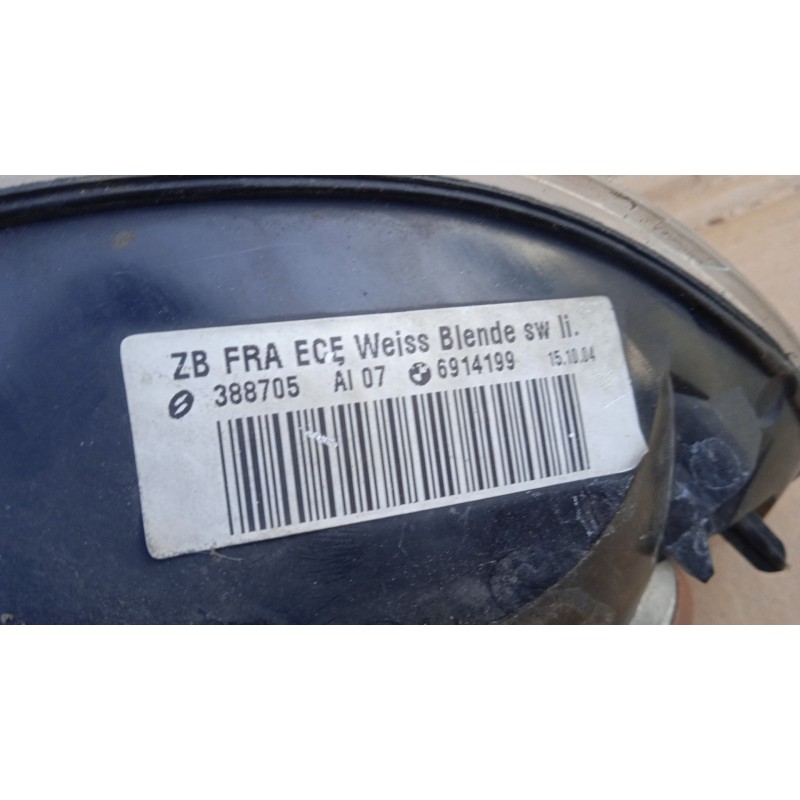 ZB FRA ECE Weiss Blende sw li.
388705 AI 07 6914199 15.10.04